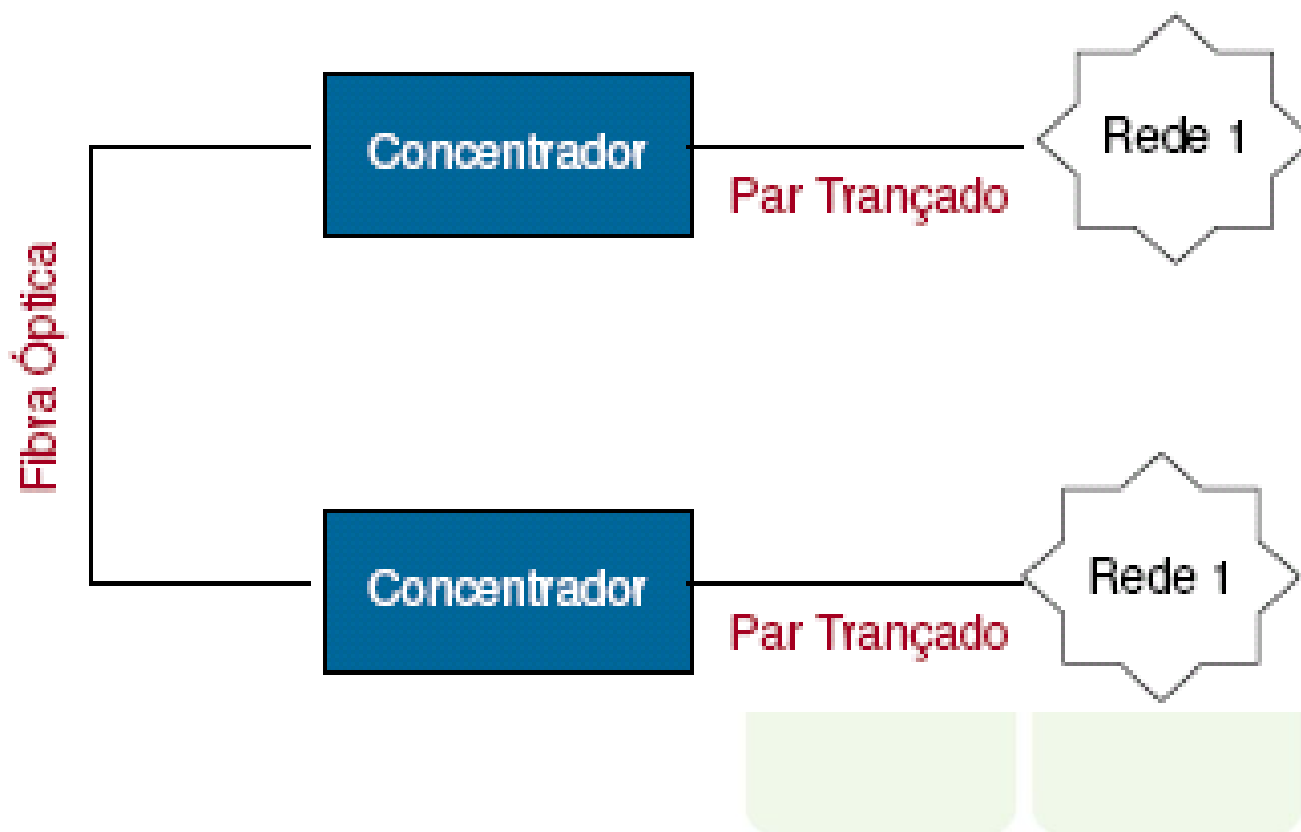 Concentrador
Rede 1
Par Trançado
Fibra Óptica
Concentrador
Rede 1
Par Trançado